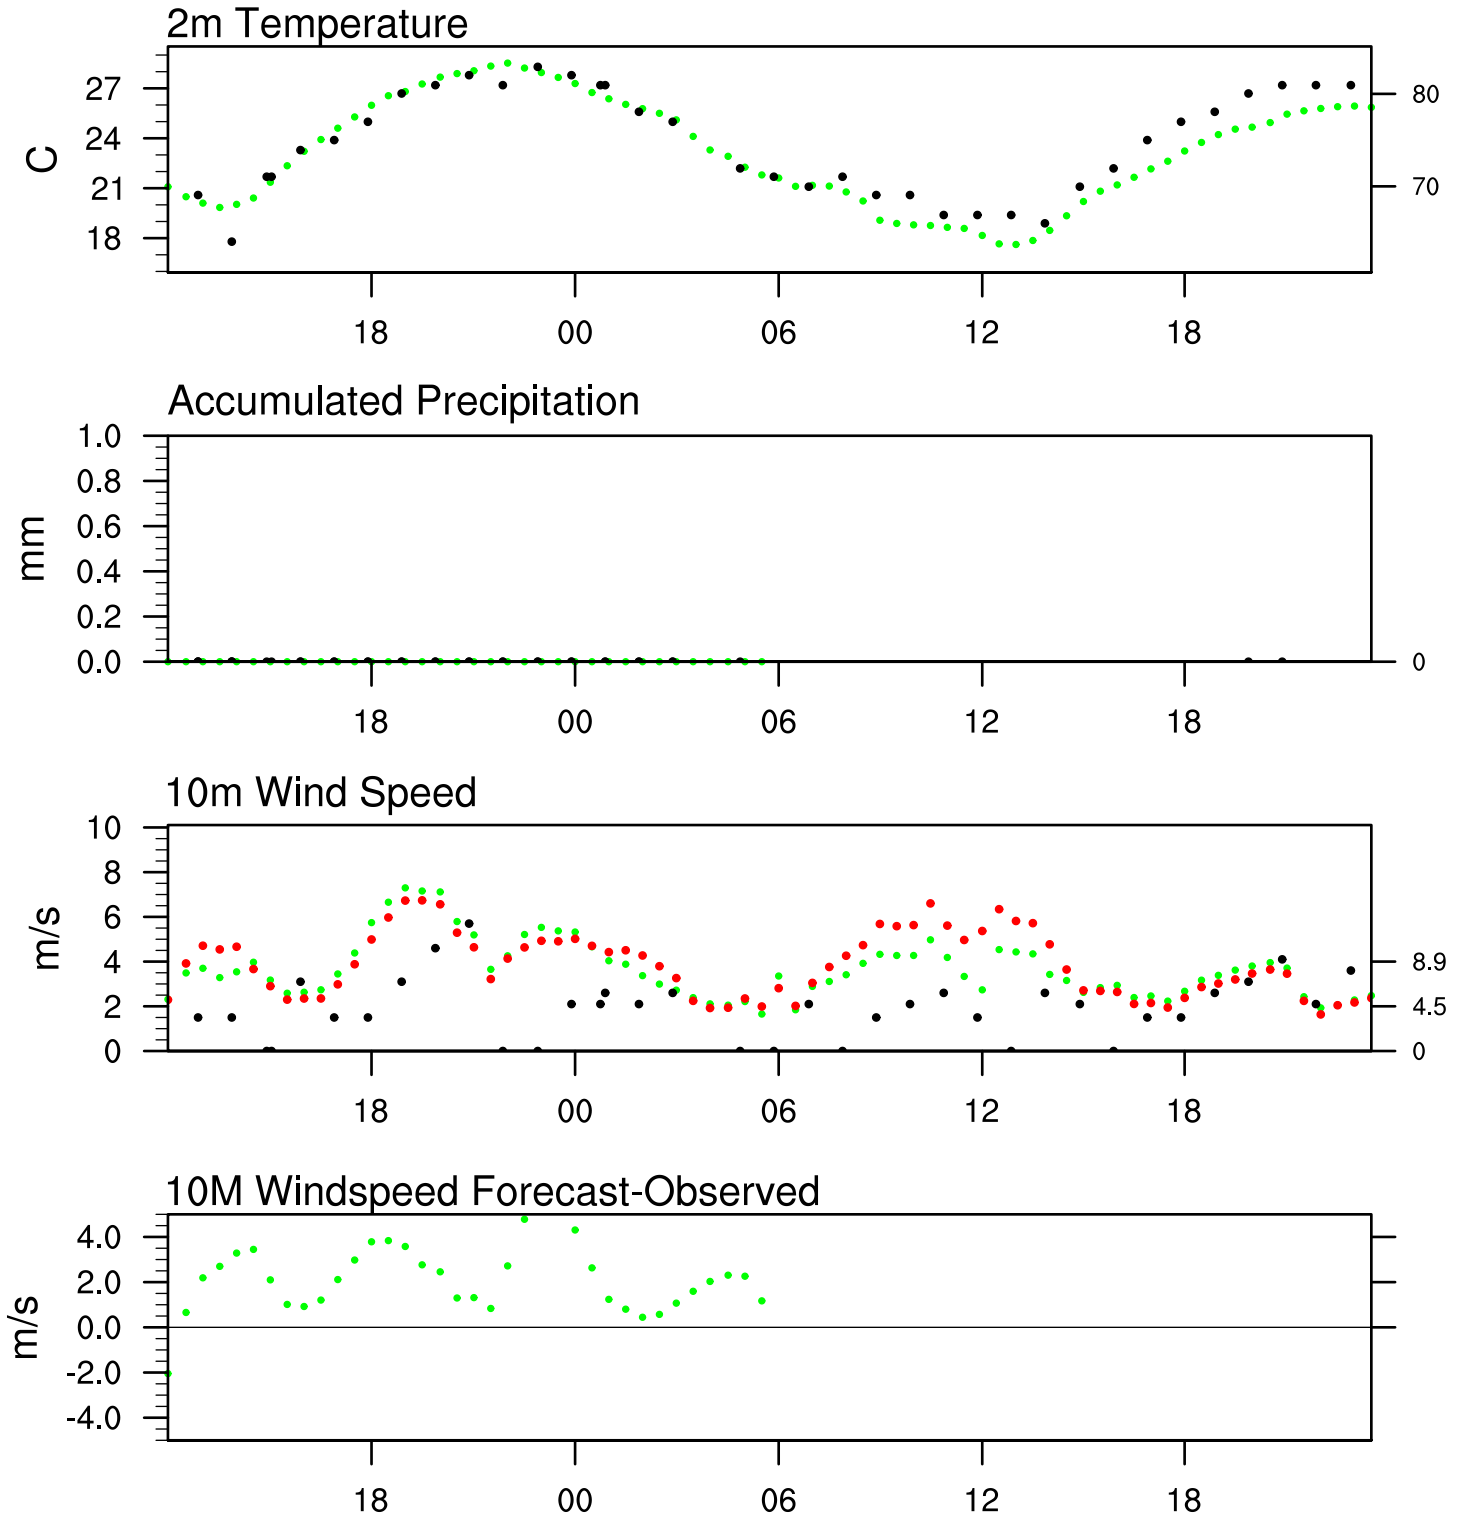 2m Temperature
27
24
21
18
C
80
70
18 00 06 12 18
Accumulated Precipitation
1.0
0.8
0.6
0.4
0.2
0.0
mm
0
18 00 06 12 18
10m Wind Speed
10
8
6
4
2
0
m/s
8.9
4.5
0
18 00 06 12 18
10M Windspeed Forecast-Observed
4.0
2.0
0.0
-2.0
-4.0
m/s
18 00 06 12 18